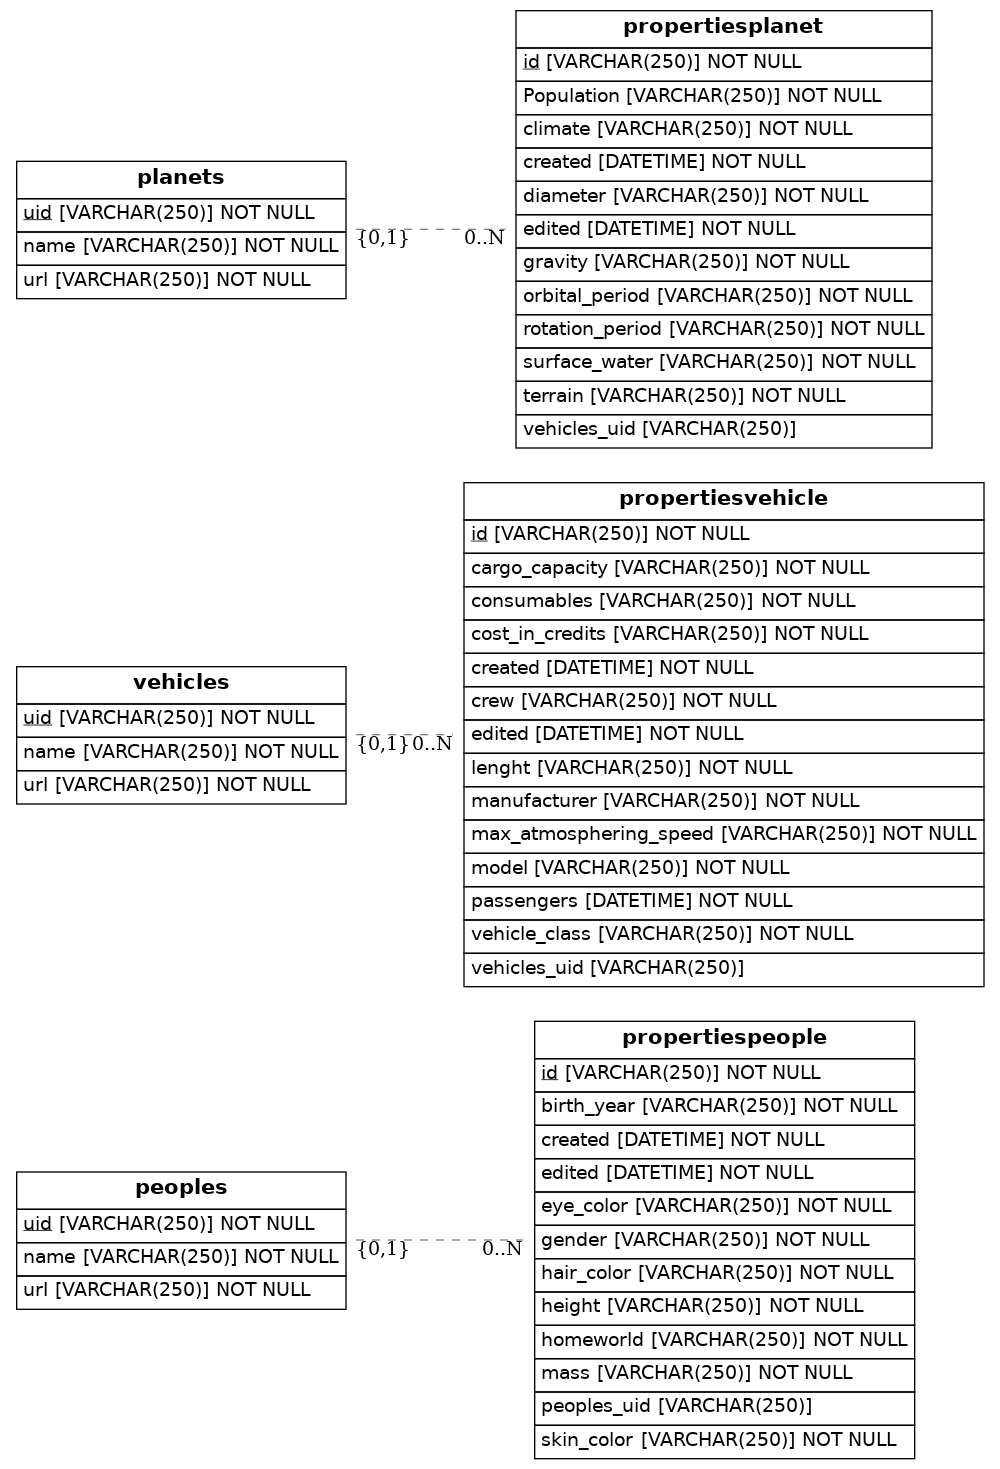 propertiesplanet
id [VARCHAR(250)] NOT NULL
Population [VARCHAR(250)] NOT NULL
climate [VARCHAR(250)] NOT NULL
created [DATETIME] NOT NULL
diameter [VARCHAR(250)] NOT NULL
edited [DATETIME] NOT NULL
gravity [VARCHAR(250)] NOT NULL
orbital_period [VARCHAR(250)] NOT NULL
rotation_period [VARCHAR(250)] NOT NULL
surface_water [VARCHAR(250)] NOT NULL
terrain [VARCHAR(250)] NOT NULL
vehicles_uid [VARCHAR(250)]
planets
uid [VARCHAR(250)] NOT NULL
name [VARCHAR(250)] NOT NULL
url [VARCHAR(250)] NOT NULL
{0,1} 0..N
propertiesvehicle
id [VARCHAR(250)] NOT NULL
cargo_capacity [VARCHAR(250)] NOT NULL
consumables [VARCHAR(250)] NOT NULL
cost_in_credits [VARCHAR(250)] NOT NULL
created [DATETIME] NOT NULL
crew [VARCHAR(250)] NOT NULL
edited [DATETIME] NOT NULL
lenght [VARCHAR(250)] NOT NULL
manufacturer [VARCHAR(250)] NOT NULL
max_atmosphering_speed [VARCHAR(250)] NOT NULL
model [VARCHAR(250)] NOT NULL
passengers [DATETIME] NOT NULL
vehicle_class [VARCHAR(250)] NOT NULL
vehicles_uid [VARCHAR(250)]
vehicles
uid [VARCHAR(250)] NOT NULL
name [VARCHAR(250)] NOT NULL
url [VARCHAR(250)] NOT NULL
{0,1} 0..N
propertiespeople
id [VARCHAR(250)] NOT NULL
birth_year [VARCHAR(250)] NOT NULL
created [DATETIME] NOT NULL
edited [DATETIME] NOT NULL
eye_color [VARCHAR(250)] NOT NULL
gender [VARCHAR(250)] NOT NULL
hair_color [VARCHAR(250)] NOT NULL
height [VARCHAR(250)] NOT NULL
homeworld [VARCHAR(250)] NOT NULL
mass [VARCHAR(250)] NOT NULL
peoples_uid [VARCHAR(250)]
skin_color [VARCHAR(250)] NOT NULL
peoples
uid [VARCHAR(250)] NOT NULL
name [VARCHAR(250)] NOT NULL
url [VARCHAR(250)] NOT NULL
{0,1} 0..N